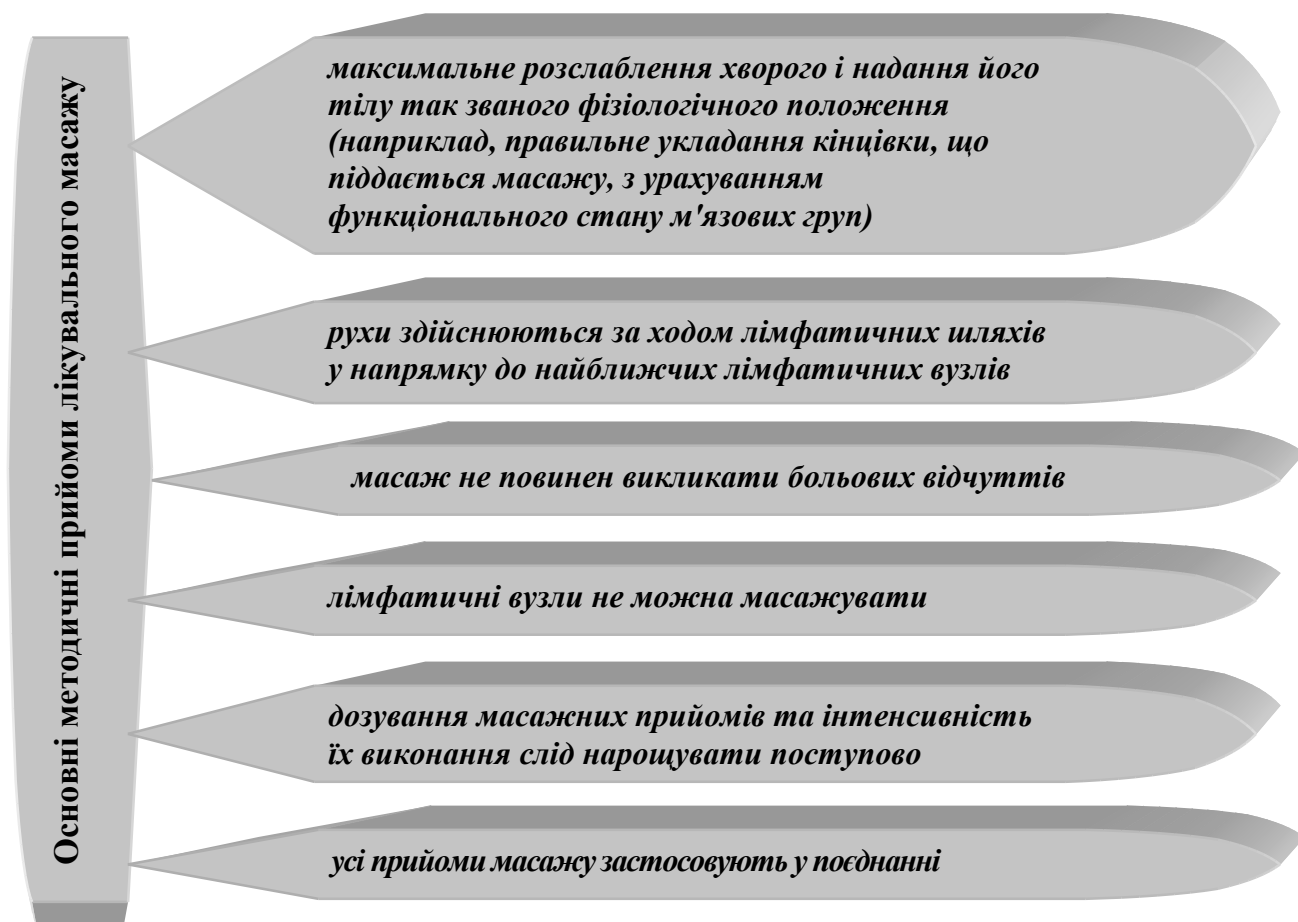 Основні методичні прийоми лікувального масажу
максимальне розслаблення хворого і надання його
тілу так званого фізіологічного положення
(наприклад, правильне укладання кінцівки, що
піддається масажу, з урахуванням
функціонального стану м'язових груп)
рухи здійснюються за ходом лімфатичних шляхів
у напрямку до найближчих лімфатичних вузлів
масаж не повинен викликати больових відчуттів
лімфатичні вузли не можна масажувати
дозування масажних прийомів та інтенсивність
їх виконання слід нарощувати поступово
усі прийоми масажу застосовують у поєднанні